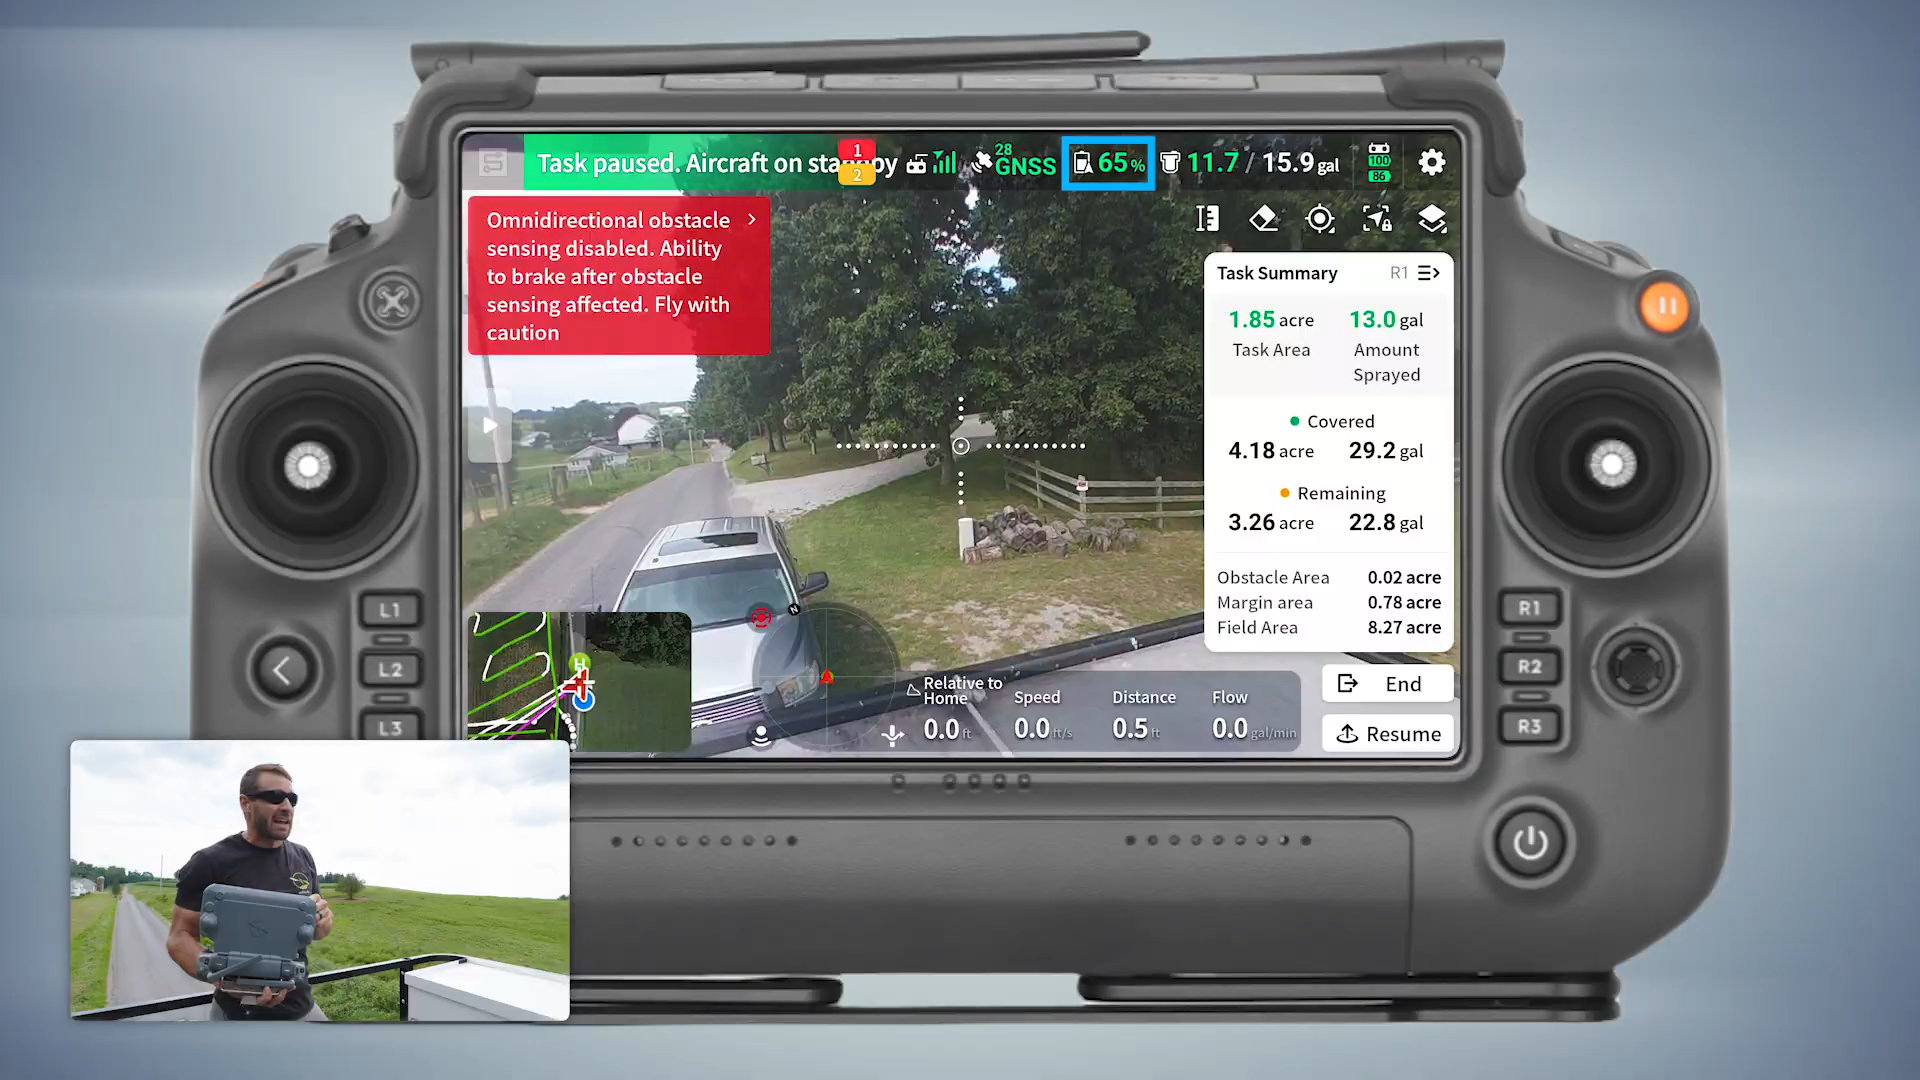 Task paused. Aircraft on sta
by
1
2
28
GNSS
65 %
11.7 / 15.9 gal
100
86
Omnidirectional obstacle
sensing disabled. Ability
to brake after obstacle
sensing affected. Fly with
caution
Task Summary R1
1.85 acre 13.0 gal
Task Area Amount
Sprayed
Covered
4.18 acre 29.2 gal
Remaining
3.26 acre 22.8 gal
Obstacle Area 0.02 acre
Margin area 0.78 acre
Field Area 8.27 acre
N
H
Relative to
Home
0.0 ft
Speed
0.0 ft/s
Distance
0.5 ft
Flow
0.0 gal/min
End
Resume
L1
L2
L3
R1
R2
R3